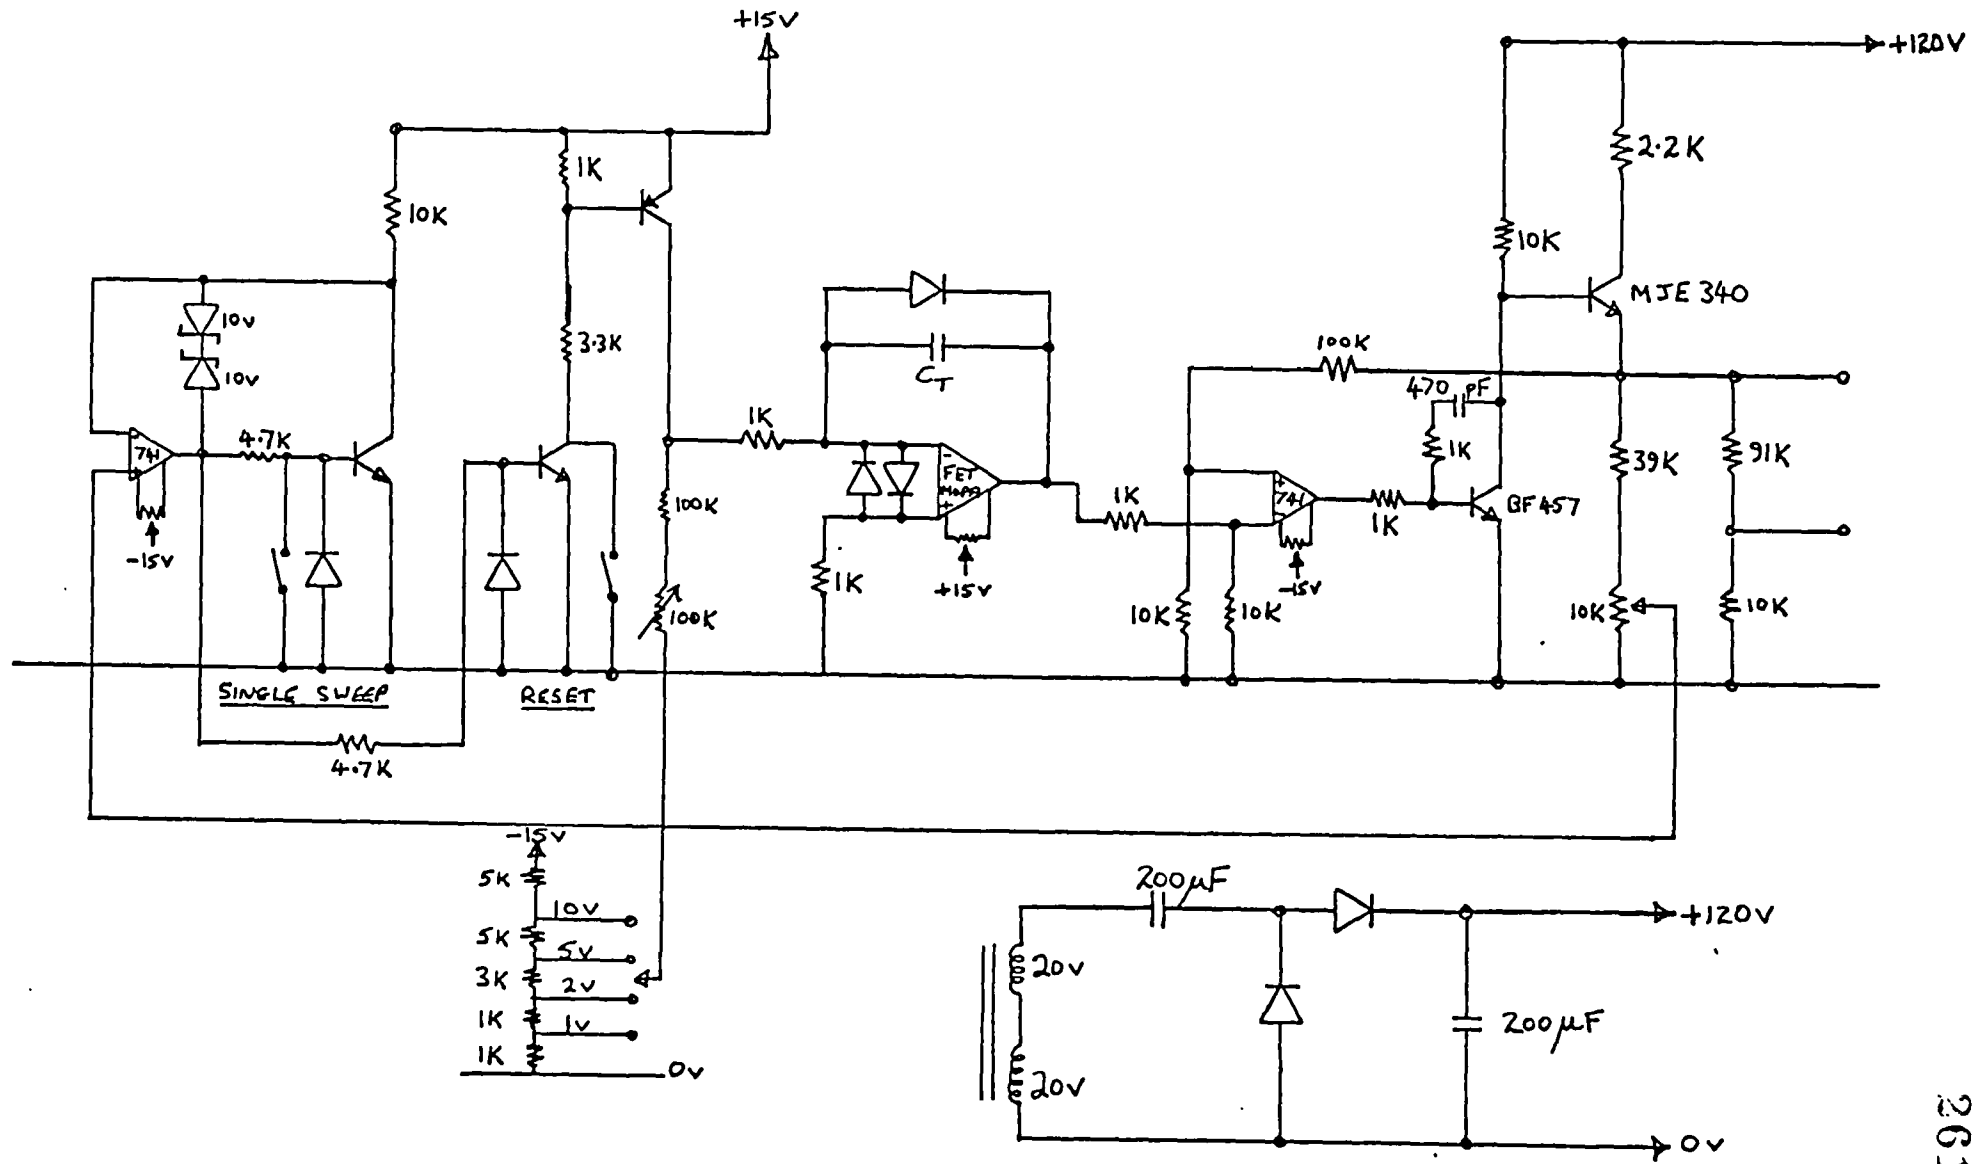 +15V
+120V
1K
2.2K
10K
10K
MJE 340
10V
3.3K
10V
CT
100K
470 pF
741
-
+
4.7K
1K
FET
-
+
1K
39K
91K
100K
1K
741
+
-
1K
BF457
-15V
+15V
-15V
1K
100K
10K
10K
10K
10K
SINGLE SWEEP
RESET
4.7K
-15V
5K
10V
5K
5V
3K
2V
1K
1V
1K
0V
200µF
+120V
20V
200µF
20V
0V